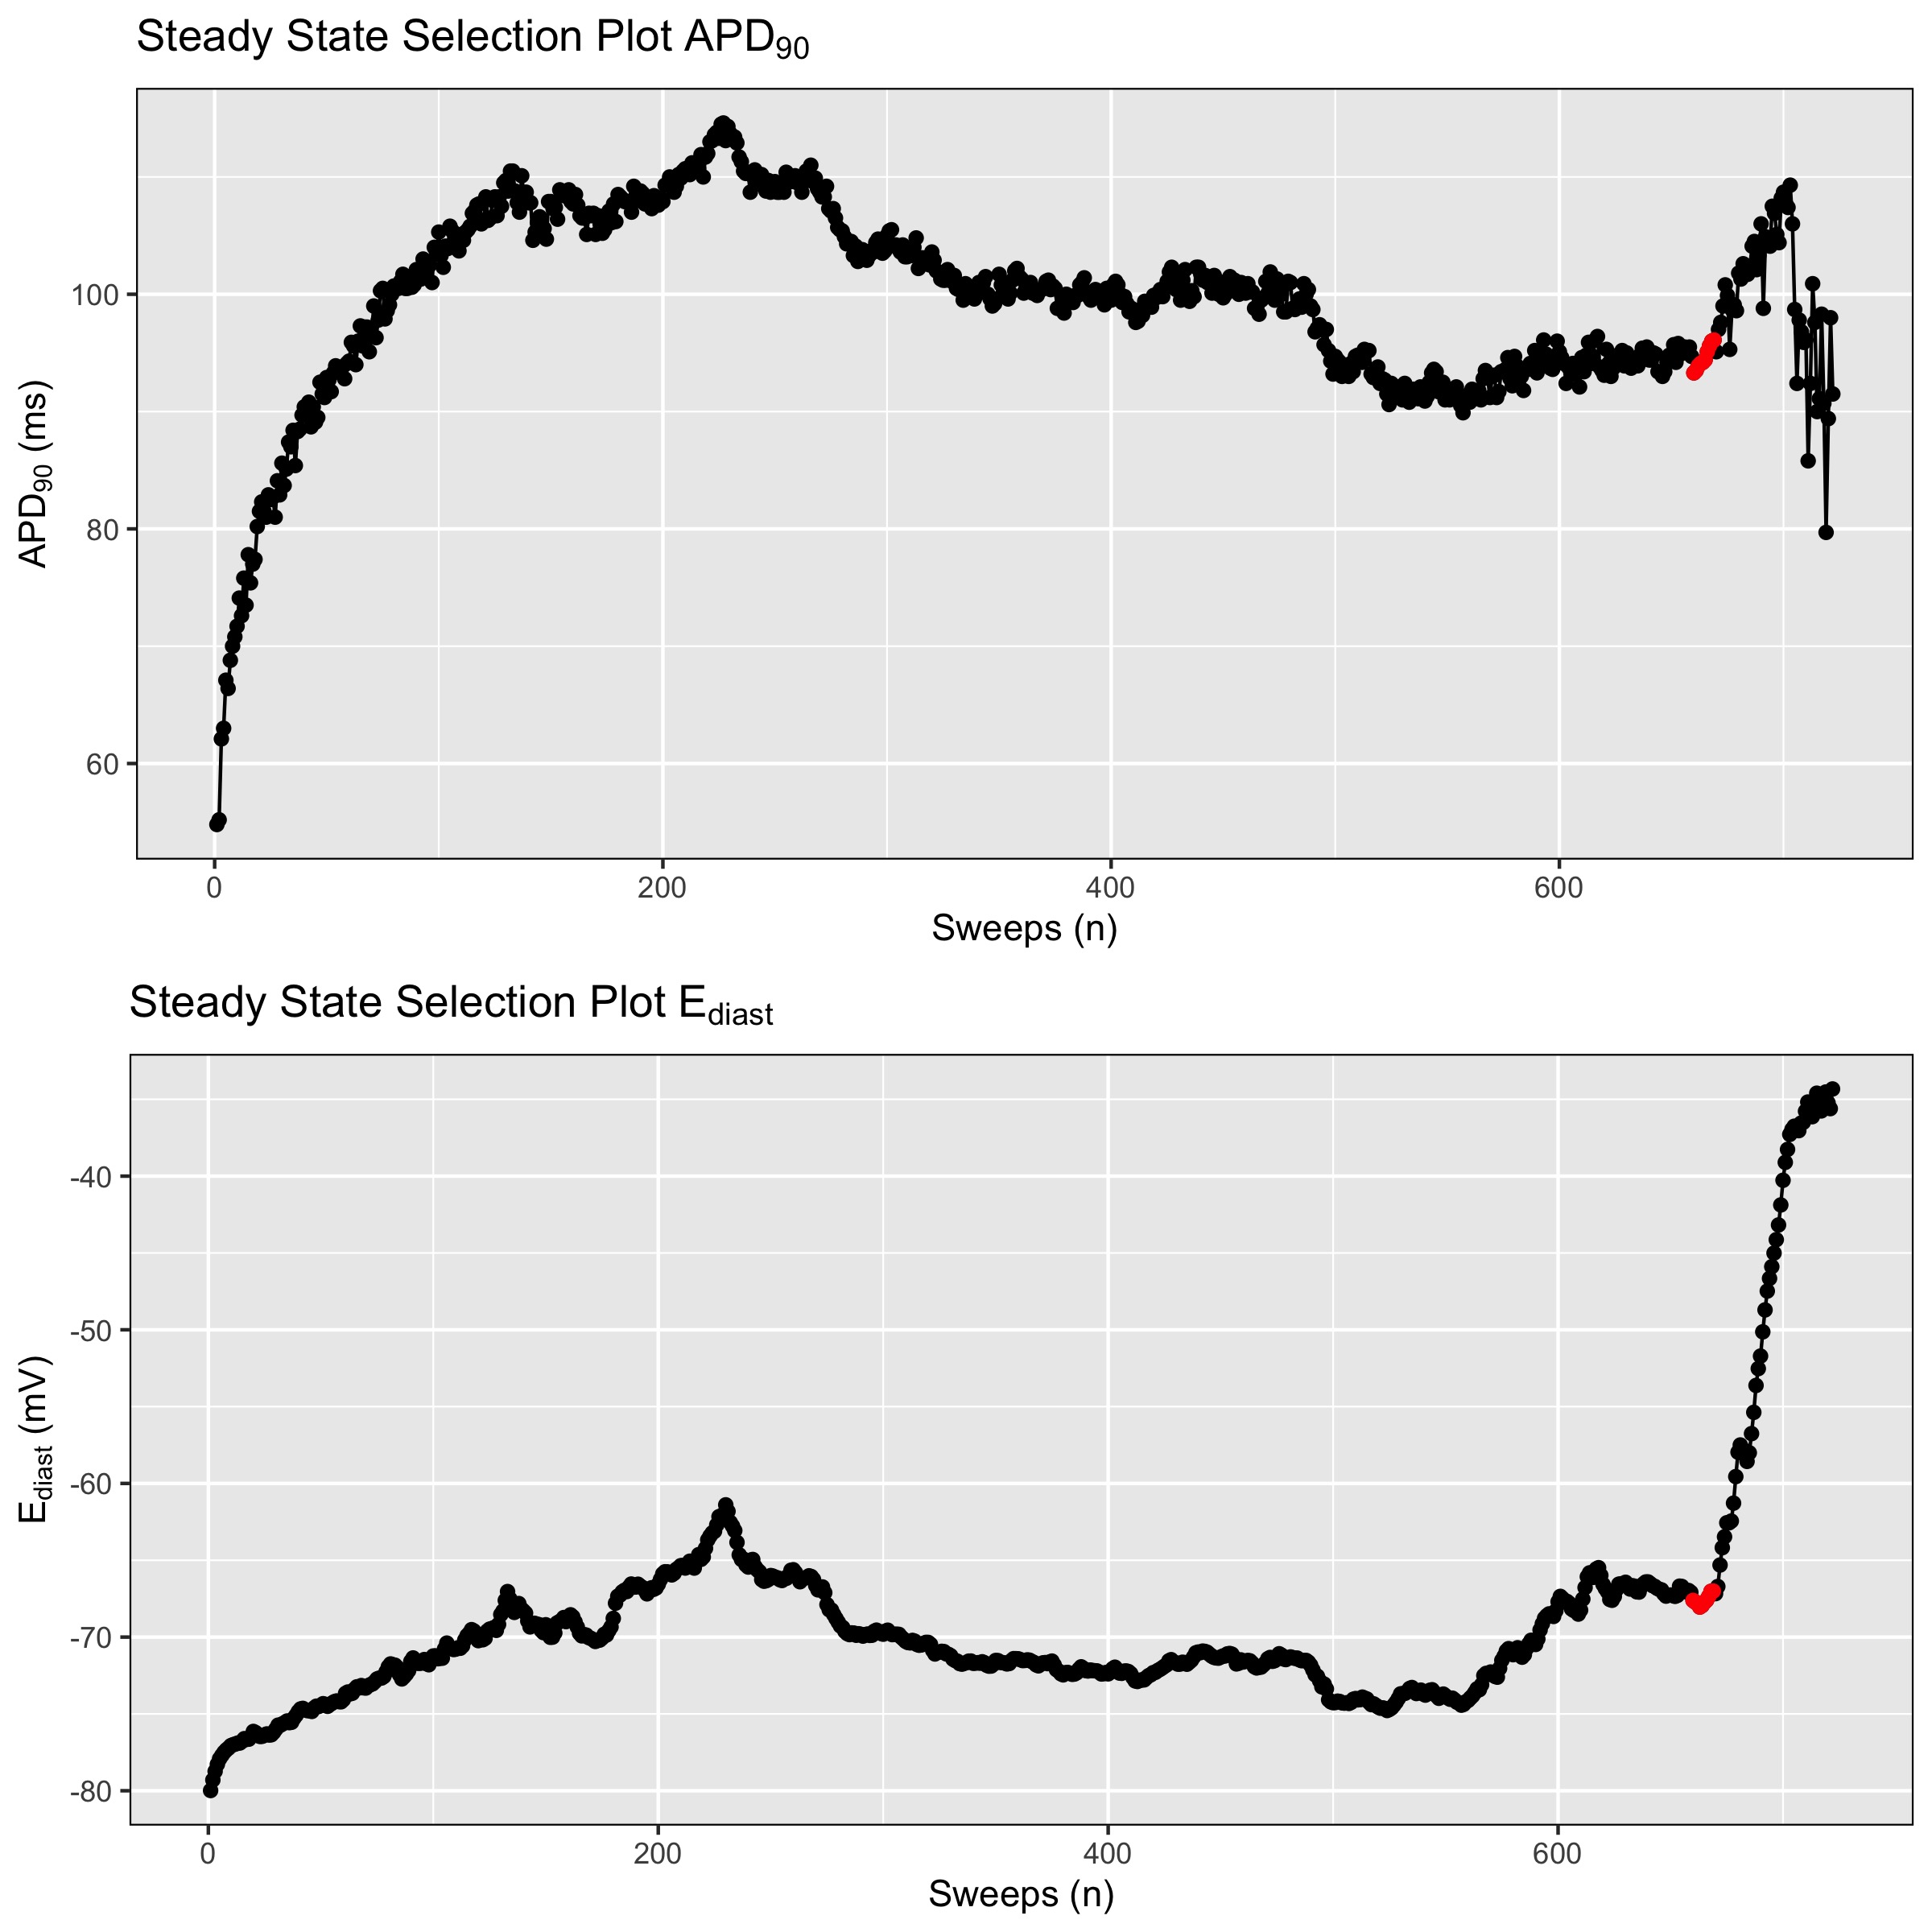 Steady State Selection Plot APD90
100
80
60
APD90 (ms)
0 200 400 600
Sweeps (n)
Steady State Selection Plot Ediast
-40
-50
-60
-70
-80
Ediast (mV)
0 200 400 600
Sweeps (n)